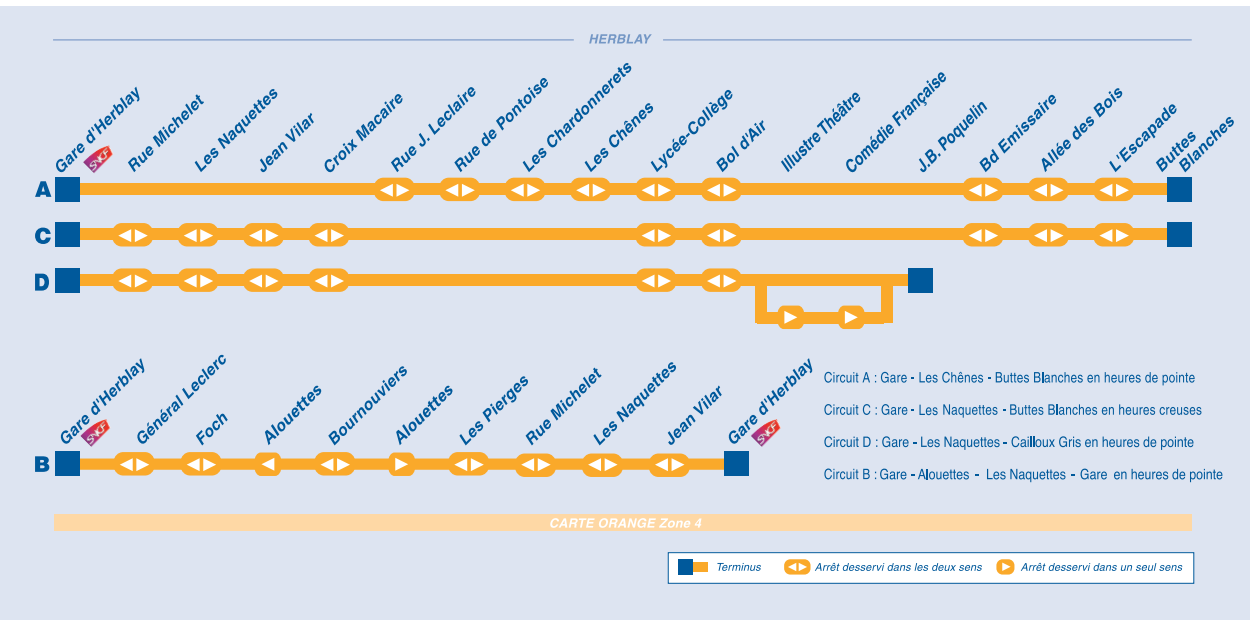 HERBLAY
Gare d'Herblay
SNCF
Rue Michelet
Les Naquettes
Jean Vilar
Croix Macaire
Rue J. Leclaire
Rue de Pontoise
Les Chardonnerets
Les Chênes
Lycée-Collège
Bol d'Air
Illustre Théâtre
Comédie Française
J.B. Poquelin
Bd Emissaire
Allée des Bois
L'Escapade
Buttes
Blanches
A
C
D
Gare d'Herblay
SNCF
Général Leclerc
Foch
Alouettes
Bournouviers
Alouettes
Les Pierges
Rue Michelet
Les Naquettes
Jean Vilar
Gare d'Herblay
SNCF
B
Circuit A : Gare - Les Chênes - Buttes Blanches en heures de pointe
Circuit C : Gare - Les Naquettes - Buttes Blanches en heures creuses
Circuit D : Gare - Les Naquettes - Cailloux Gris en heures de pointe
Circuit B : Gare - Alouettes - Les Naquettes - Gare en heures de pointe
CARTE ORANGE Zone 4
Terminus
Arrêt desservi dans les deux sens
Arrêt desservi dans un seul sens